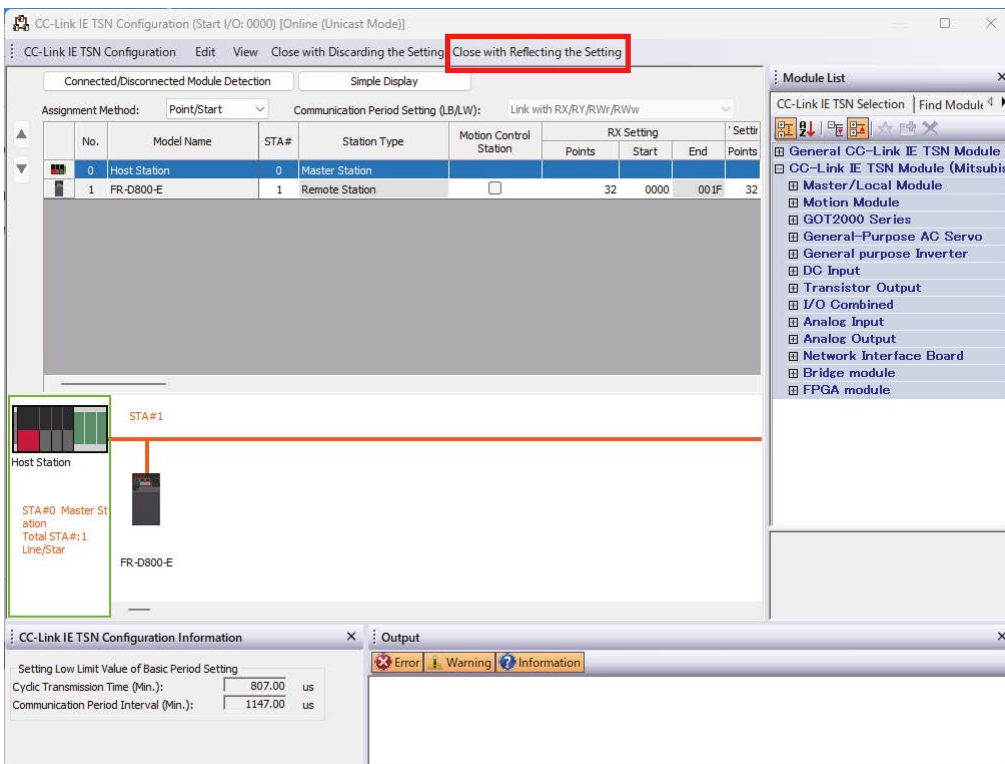 CC-Link IE TSN Configuration (Start I/O: 0000) [Online (Unicast Mode)]
CC-Link IE TSN Configuration Edit View Close with Discarding the Setting Close with Reflecting the Setting
Connected/Disconnected Module Detection Simple Display
Assignment Method: Point/Start Communication Period Setting (LB/LW): Link with RX/RY/RWr/RWw
No. Model Name STA# Station Type Motion Control Station RX Setting ' Settir
Points Start End Points
0 Host Station 0 Master Station
1 FR-D800-E 1 Remote Station 32 0000 001F 32
STA#1
Host Station
STA#0 Master St
ation
Total STA#:1
Line/Star
FR-D800-E
Module List
CC-Link IE TSN Selection Find Module
General CC-Link IE TSN Module
CC-Link IE TSN Module (Mitsubis
Master/Local Module
Motion Module
GOT2000 Series
General-Purpose AC Servo
General purpose Inverter
DC Input
Transistor Output
I/O Combined
Analog Input
Analog Output
Network Interface Board
Bridge module
FPGA module
CC-Link IE TSN Configuration Information
Setting Low Limit Value of Basic Period Setting
Cyclic Transmission Time (Min.): 807.00 us
Communication Period Interval (Min.): 1147.00 us
Output
Error Warning Information